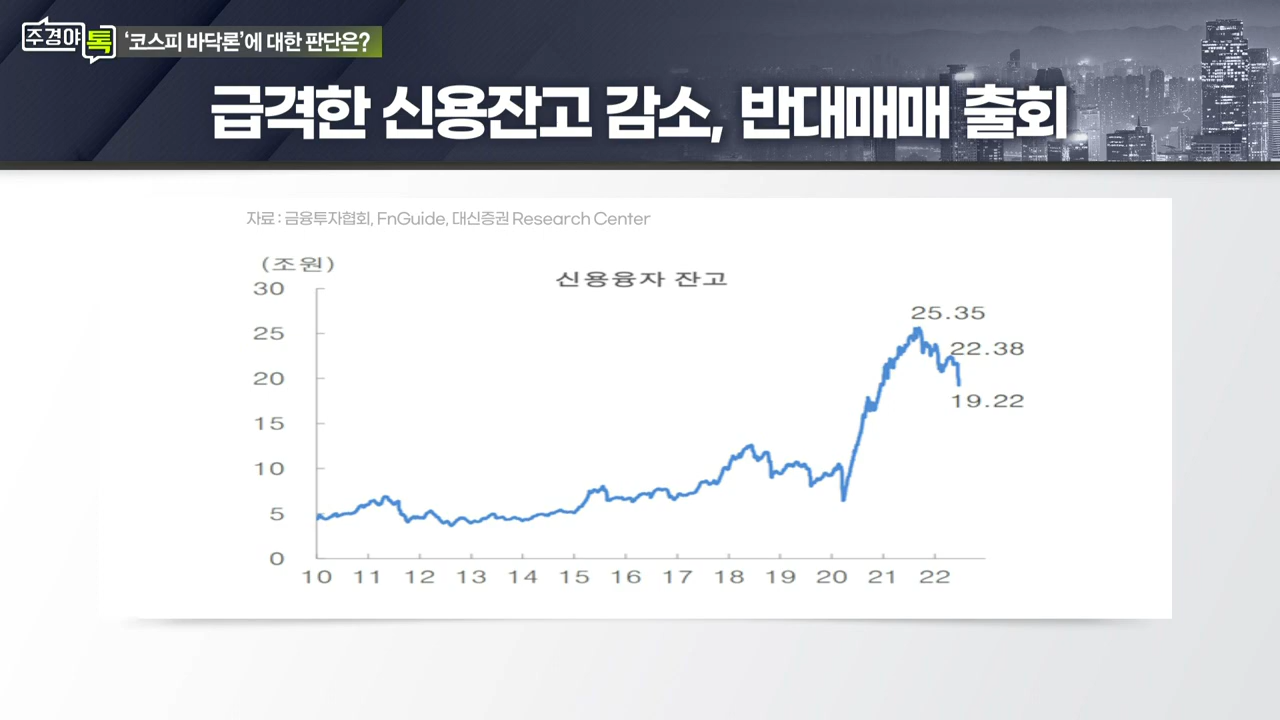 주경야톡 '코스피 바닥론'에 대한 판단은?
급격한 신용잔고 감소, 반대매매 출회
자료 : 금융투자협회, FnGuide, 대신증권 Research Center
(조원)
신용융자 잔고
30
25
20
15
10
5
0
25.35
22.38
19.22
10 11 12 13 14 15 16 17 18 19 20 21 22